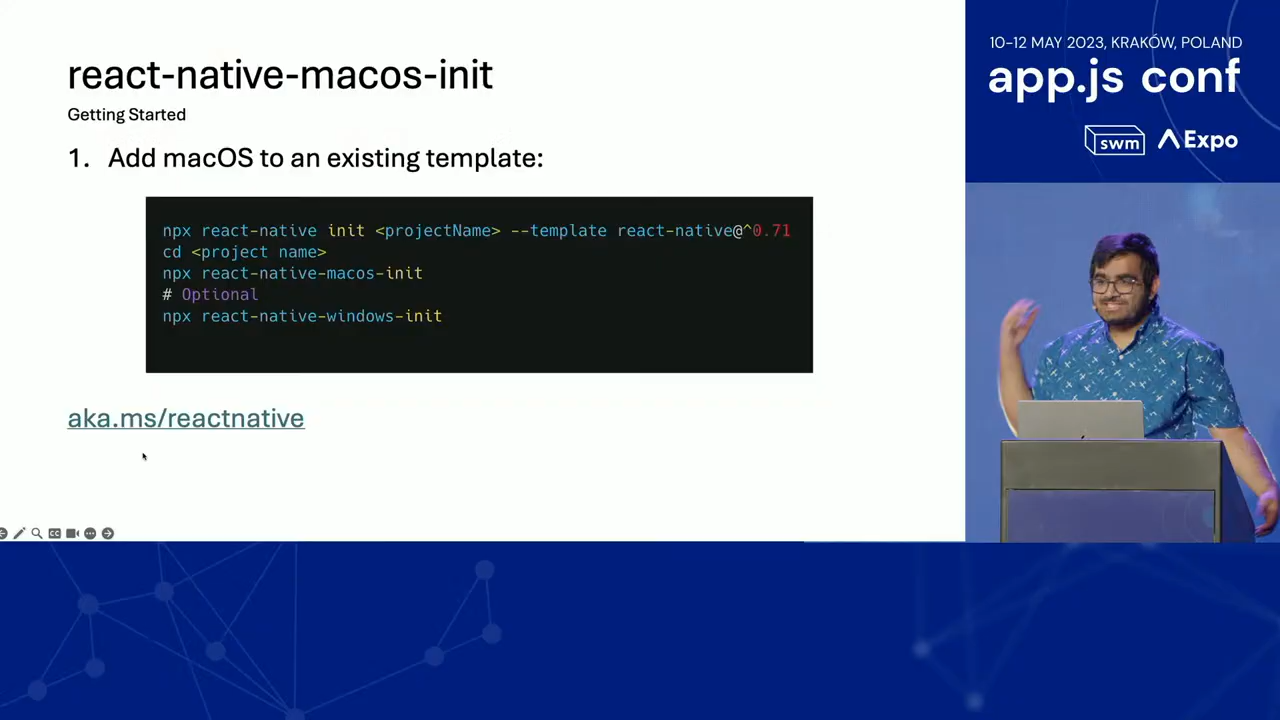 react-native-macos-init
Getting Started
1. Add macOS to an existing template:
npx react-native init <projectName> --template react-native@^0.71
cd <project name>
npx react-native-macos-init
# Optional
npx react-native-windows-init
aka.ms/reactnative
10–12 MAY 2023, KRAKÓW, POLAND
app.js conf
swm Expo
CC